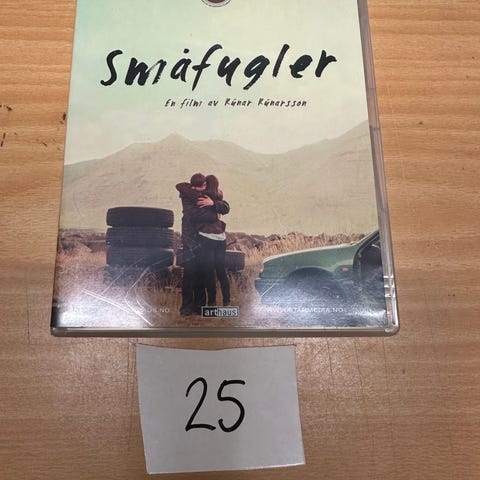 Småfugler
En film av Rúnar Rúnarsson
arthaus
25